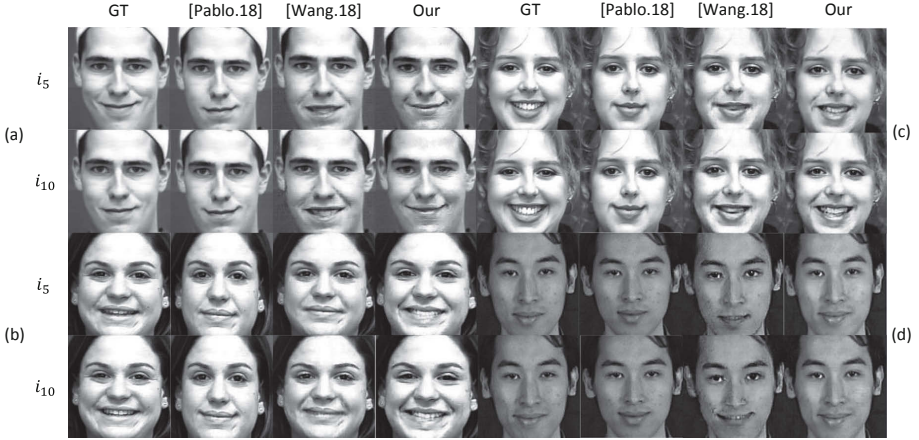 GT [Pablo.18] [Wang.18] Our GT [Pablo.18] [Wang.18] Our
i5
(a) (c)
i10
i5
(b) (d)
i10